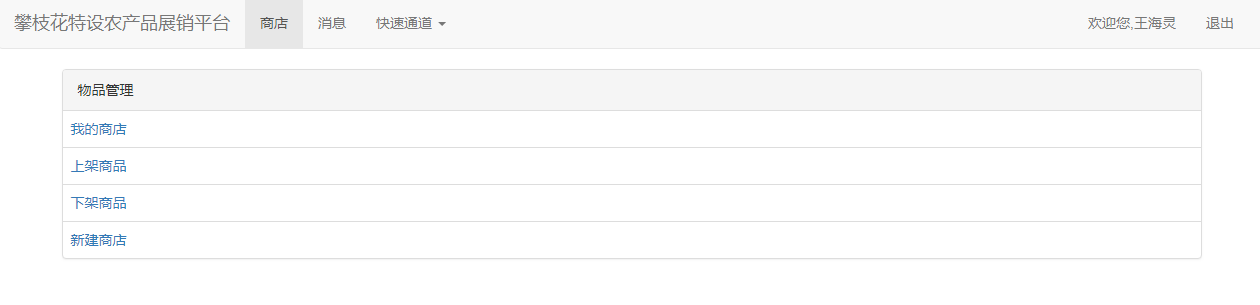 攀枝花特设农产品展销平台 商店 消息 快速通道 欢迎您,王海灵 退出
物品管理
我的商店
上架商品
下架商品
新建商店